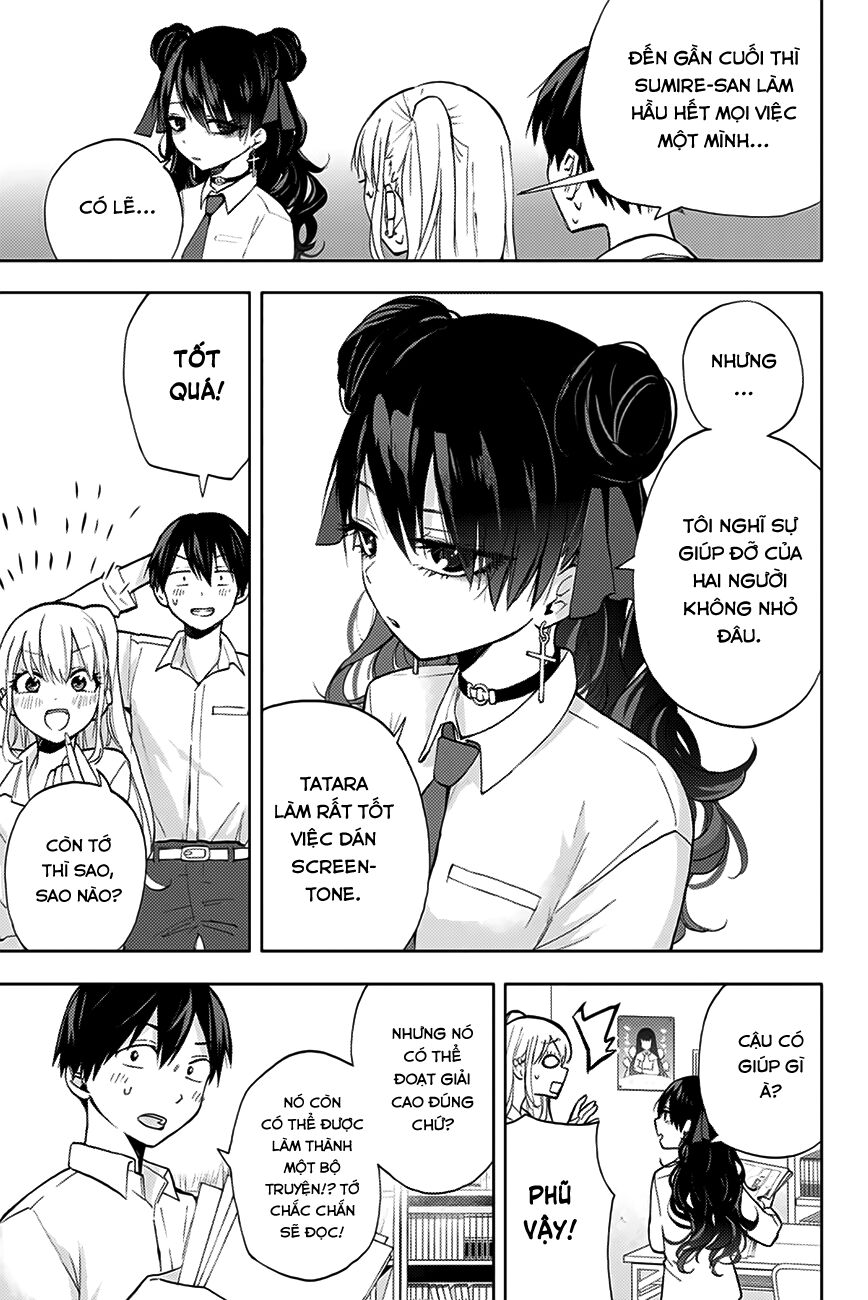 ĐẾN GẦN CUỐI THÌ
SUMIRE-SAN LÀM
HẦU HẾT MỌI VIỆC
MỘT MÌNH...
CÓ LẼ...
NHƯNG
...
TÔI NGHĨ SỰ
GIÚP ĐỠ CỦA
HAI NGƯỜI
KHÔNG NHỎ
ĐÂU.
TATARA
LÀM RẤT TỐT
VIỆC DÁN
SCREEN-
TONE.
TỐT
QUÁ!
CÒN TỚ
THÌ SAO,
SAO NÀO?
CẬU CÓ
GIÚP GÌ
À?
PHŨ
VẬY!
NHƯNG NÓ
CÓ THỂ
ĐOẠT GIẢI
CAO ĐÚNG
CHỨ?
NÓ CÒN
CÓ THỂ ĐƯỢC
LÀM THÀNH
MỘT BỘ
TRUYỆN!? TỚ
CHẮC CHẮN
SẼ ĐỌC!